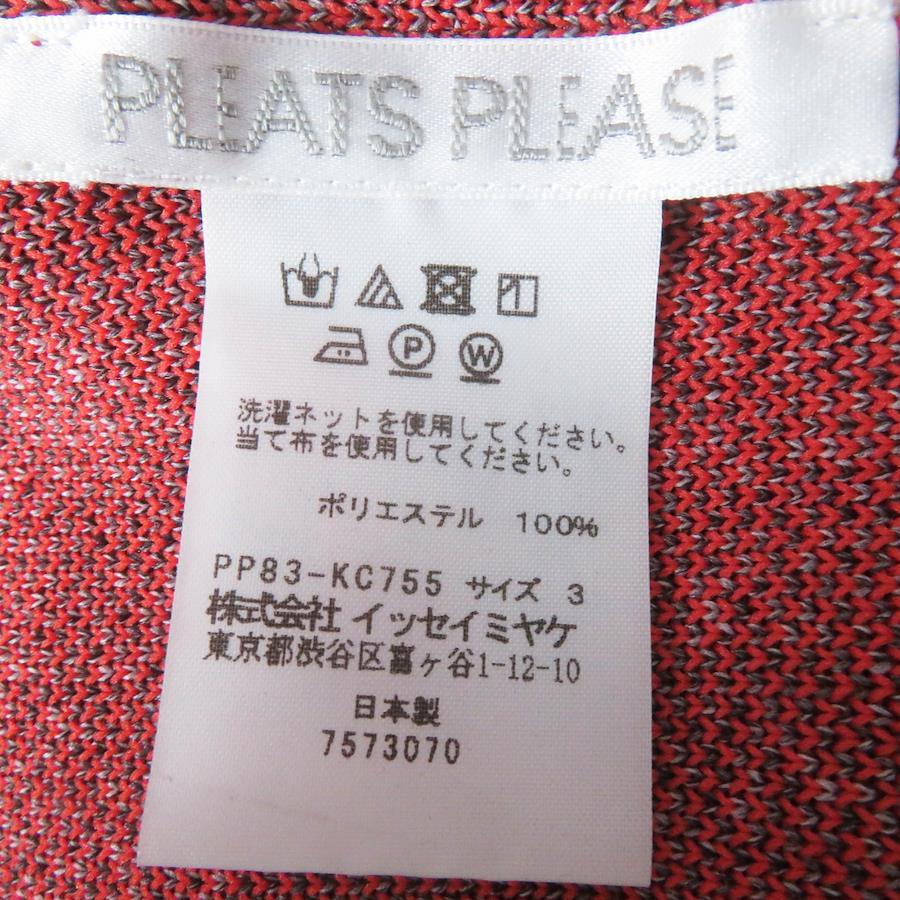 PLEATS PLEASE
P W
洗濯ネットを使用してください。
当て布を使用してください。
ポリエステル 100%
PP83-KC755 サイズ 3
株式会社 イッセイミヤケ
東京都渋谷区富ヶ谷1-12-10
日本製
7573070